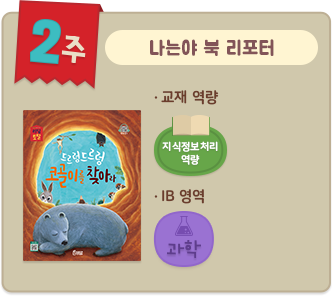 2주
나는야 북 리포터
· 교재 역량
지식정보처리
역량
· IB 영역
과학
드르렁드르렁
코골이를 찾아라